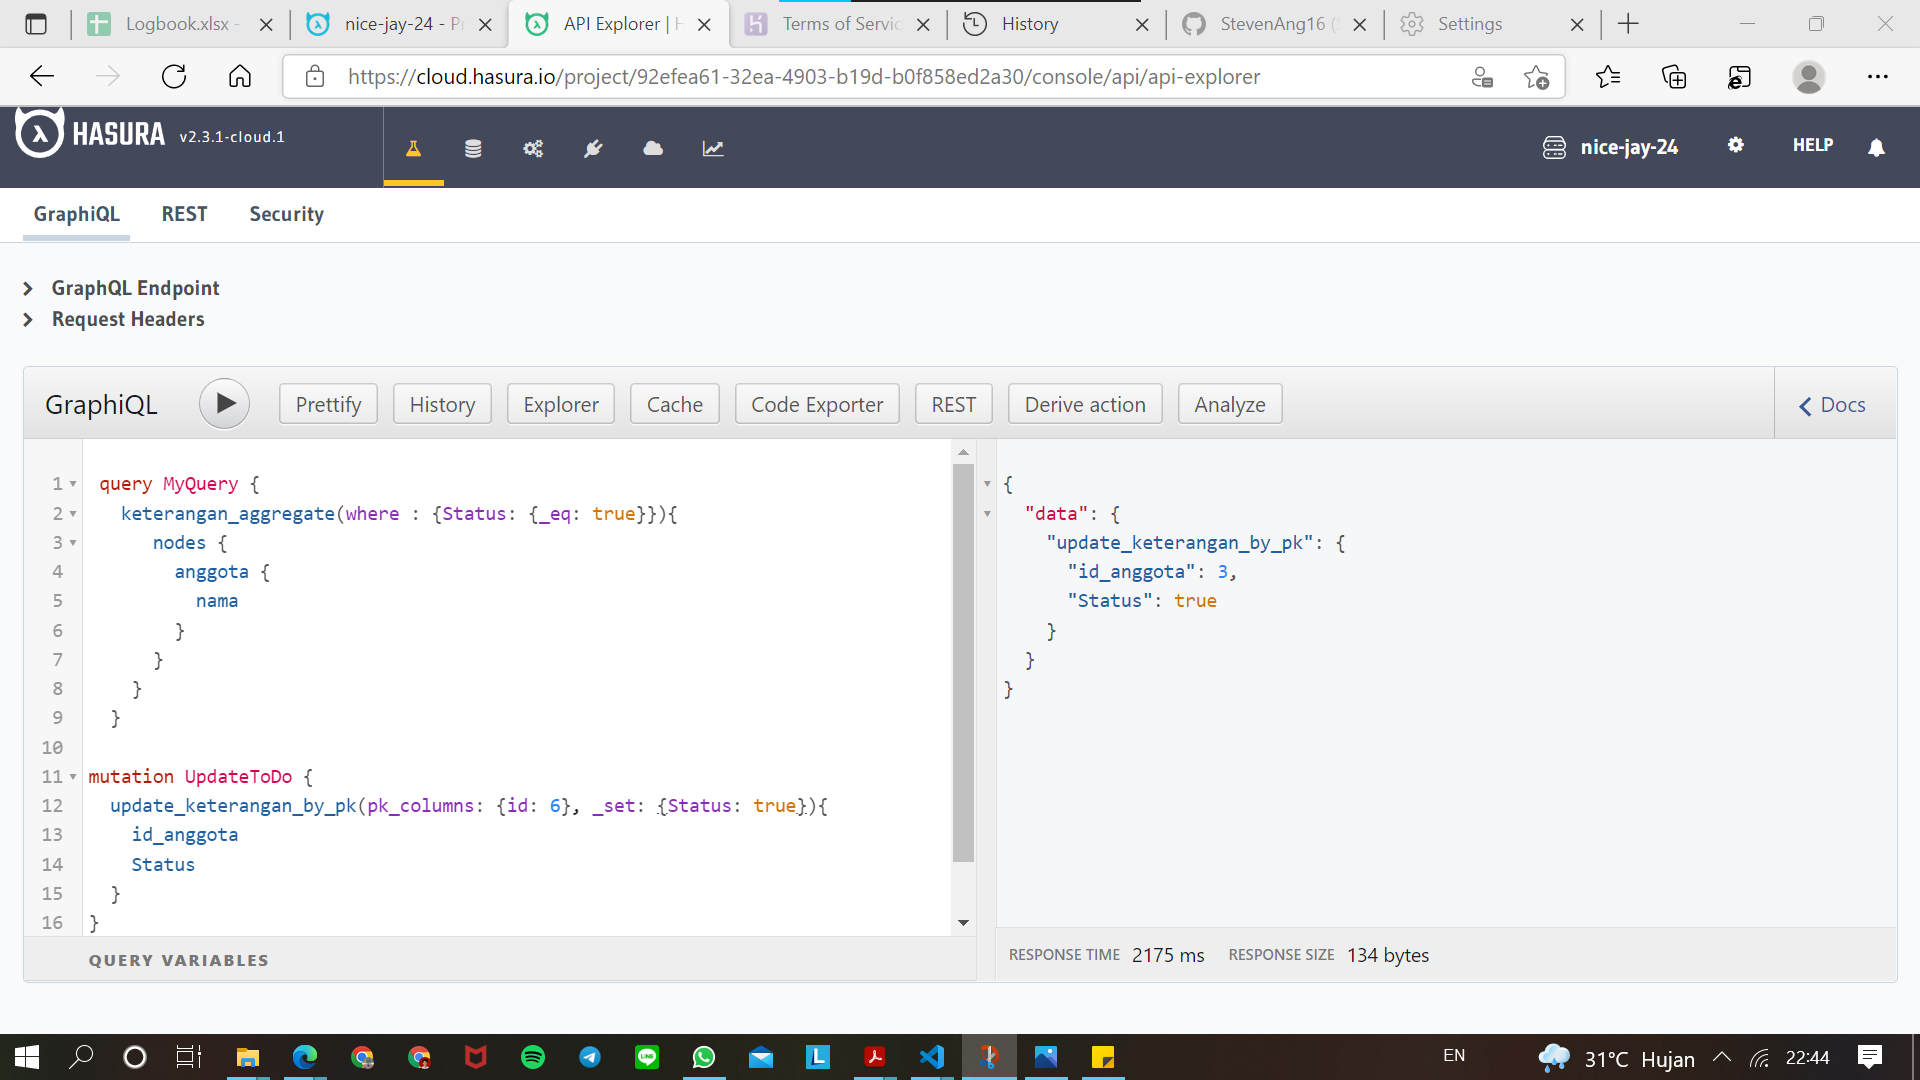 Logbook.xlsx -
nice-jay-24 - P
API Explorer | H
Terms of Servic
History
StevenAng16 (
Settings
https://cloud.hasura.io/project/92efea61-32ea-4903-b19d-b0f858ed2a30/console/api/api-explorer
HASURA v2.3.1-cloud.1
nice-jay-24
HELP
GraphiQL REST Security
GraphQL Endpoint
Request Headers
GraphiQL Prettify History Explorer Cache Code Exporter REST Derive action Analyze Docs
1 query MyQuery {
2 keterangan_aggregate(where : {Status: {_eq: true}}){
3 nodes {
4 anggota {
5 nama
6 }
7 }
8 }
9 }
10
11 mutation UpdateToDo {
12 update_keterangan_by_pk(pk_columns: {id: 6}, _set: {Status: true}){
13 id_anggota
14 Status
15 }
16 }
QUERY VARIABLES
{
"data": {
"update_keterangan_by_pk": {
"id_anggota": 3,
"Status": true
}
}
}
RESPONSE TIME 2175 ms RESPONSE SIZE 134 bytes
EN
31°C Hujan
22:44